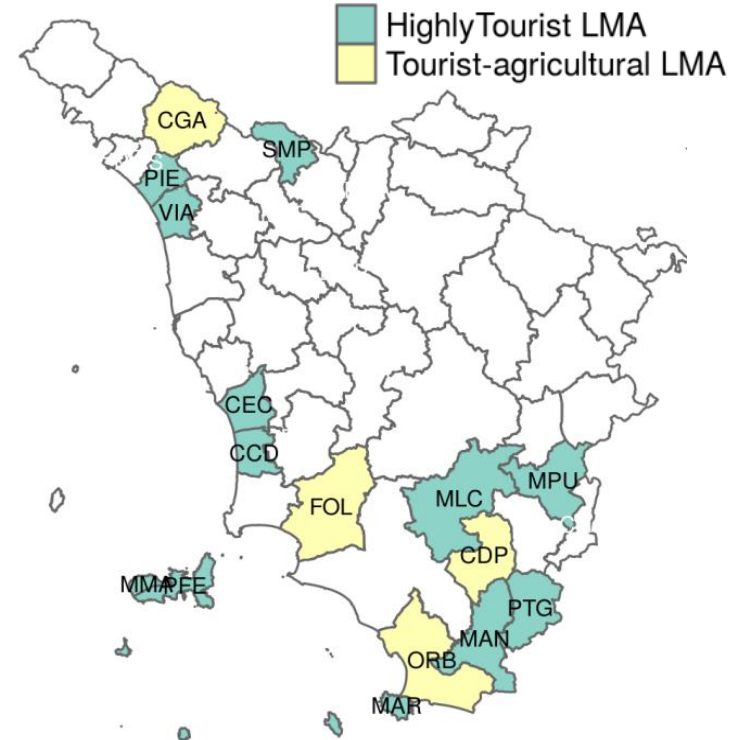 HighlyTourist LMA
Tourist-agricultural LMA
CGA
SMP
PIE
VIA
CEC
CCD
FOL
MLC
MPU
CDP
MMA
PFE
PTG
MAN
ORB
MAR